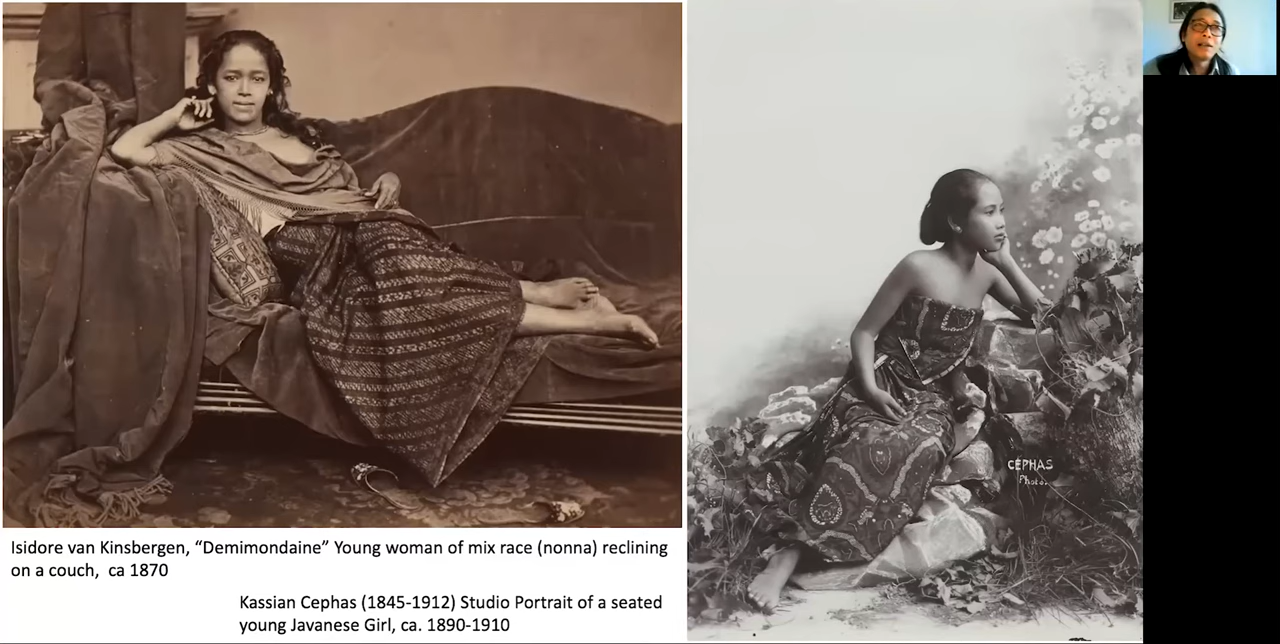 CEPHAS
Photo.
Isidore van Kinsbergen, “Demimondaine” Young woman of mix race (nonna) reclining
on a couch,  ca 1870
Kassian Cephas (1845-1912) Studio Portrait of a seated
young Javanese Girl, ca. 1890-1910